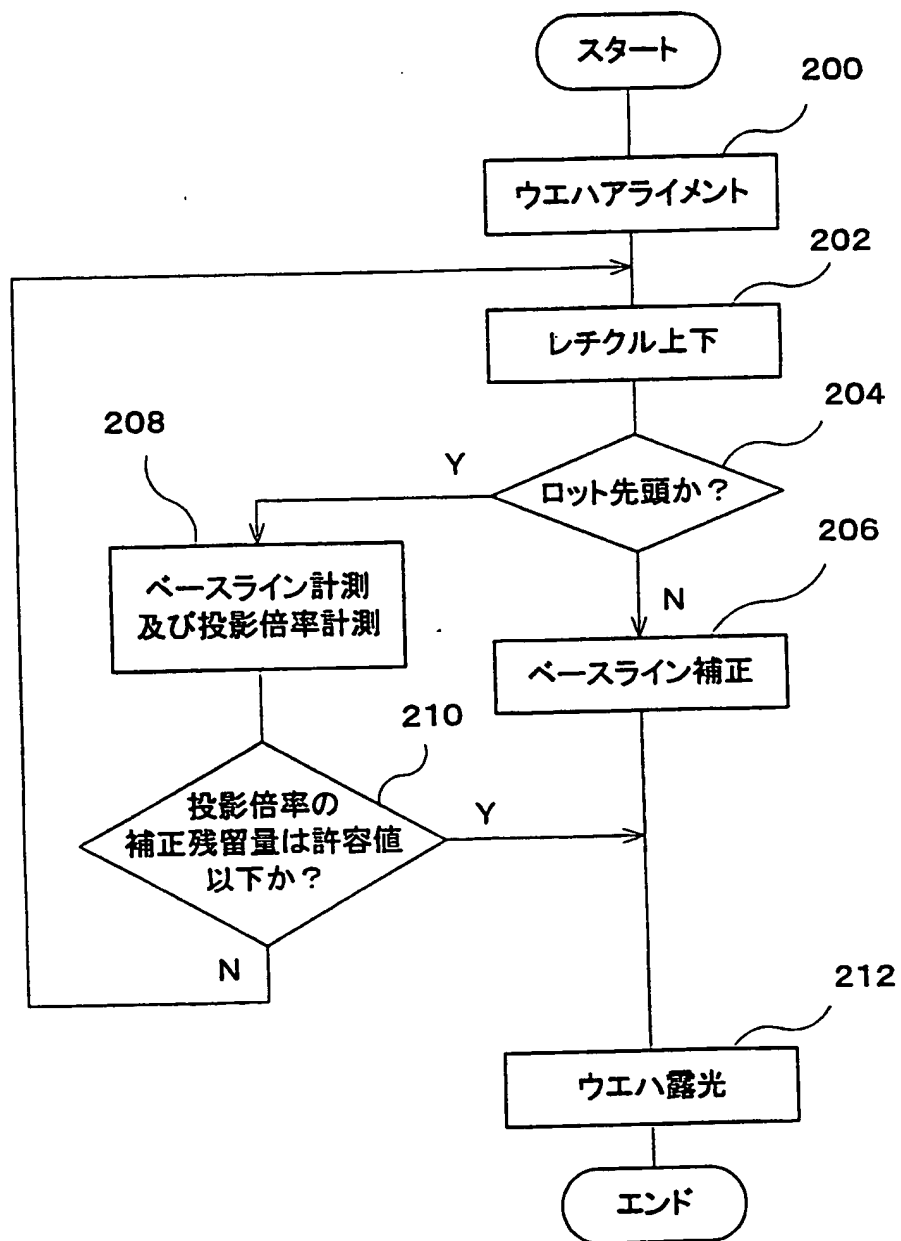 スタート
200
ウエハアライメント
202
レチクル上下
204
ロット先頭か？
Y
208
N
206
ベースライン計測
及び投影倍率計測
ベースライン補正
210
投影倍率の
補正残留量は許容値
以下か？
Y
N
212
ウエハ露光
エンド